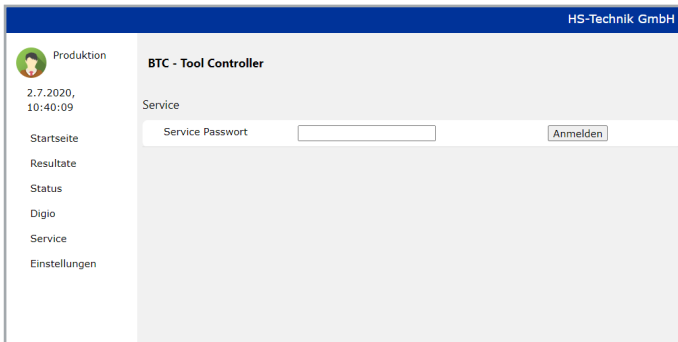 HS-Technik GmbH
Produktion
BTC - Tool Controller
2.7.2020,
10:40:09
Service
Service Passwort
Anmelden
Startseite
Resultate
Status
Digio
Service
Einstellungen